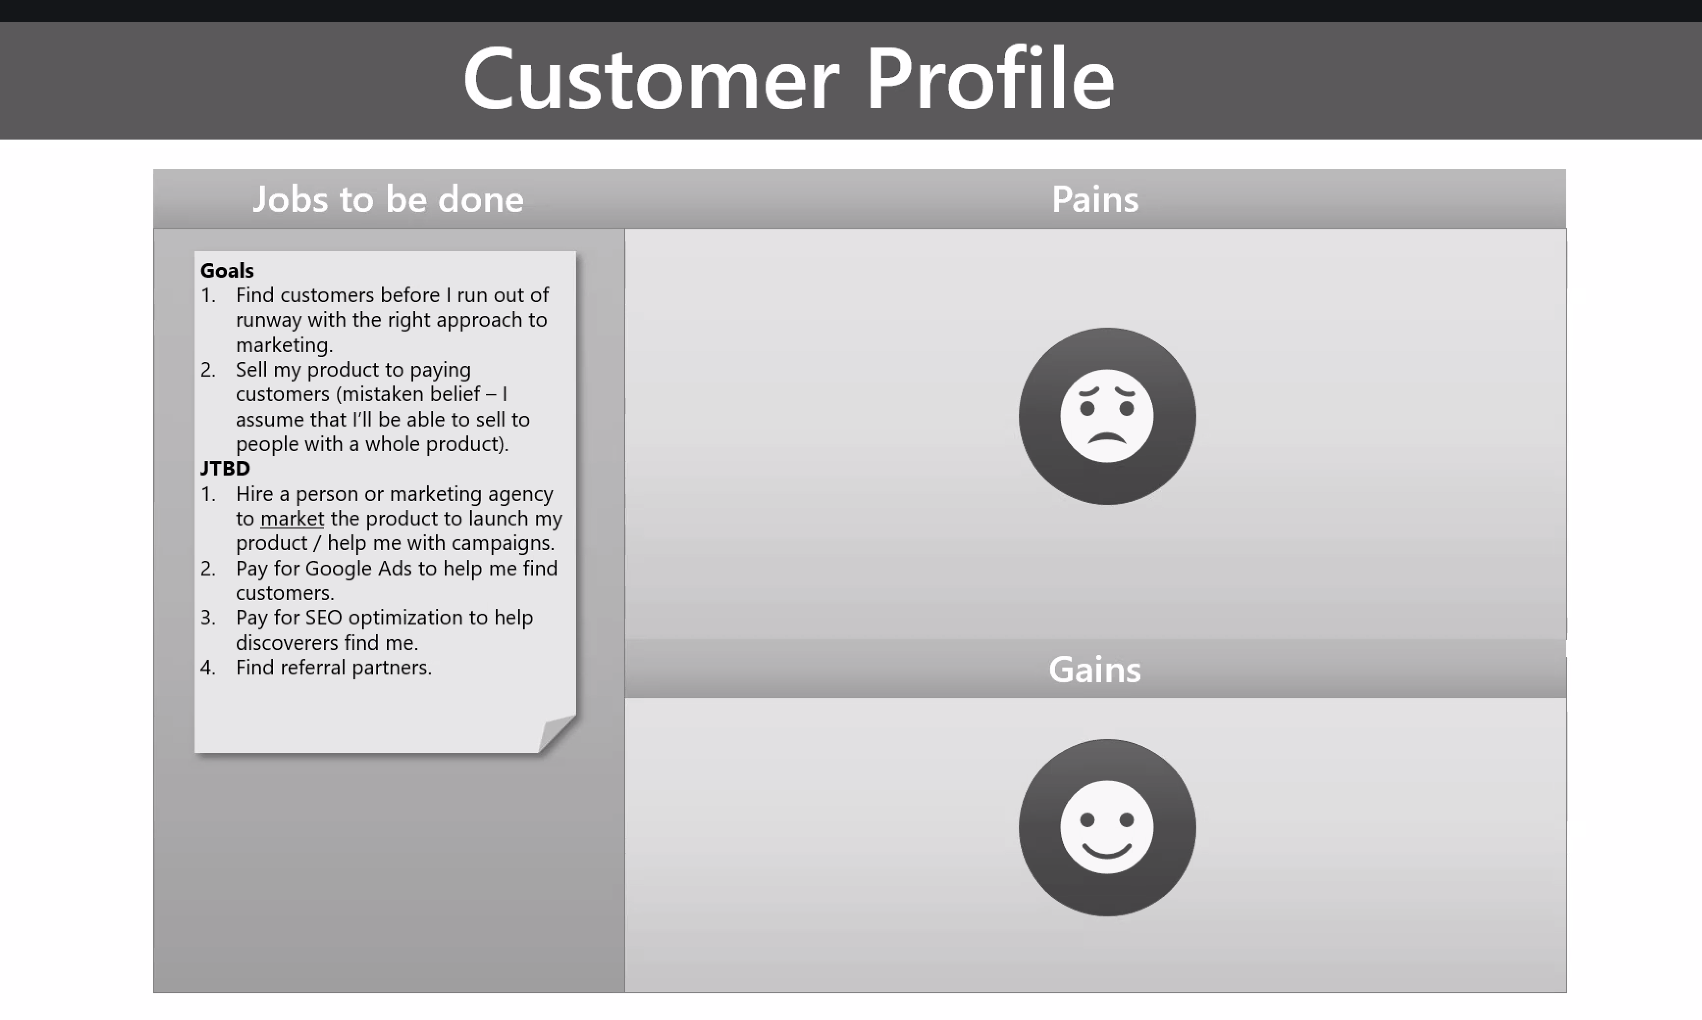 Customer Profile
Jobs to be done
Goals
1. Find customers before I run out of
runway with the right approach to
marketing.
2. Sell my product to paying
customers (mistaken belief – I
assume that I'll be able to sell to
people with a whole product).
JTBD
1. Hire a person or marketing agency
to market the product to launch my
product / help me with campaigns.
2. Pay for Google Ads to help me find
customers.
3. Pay for SEO optimization to help
discoverers find me.
4. Find referral partners.
Pains
Gains